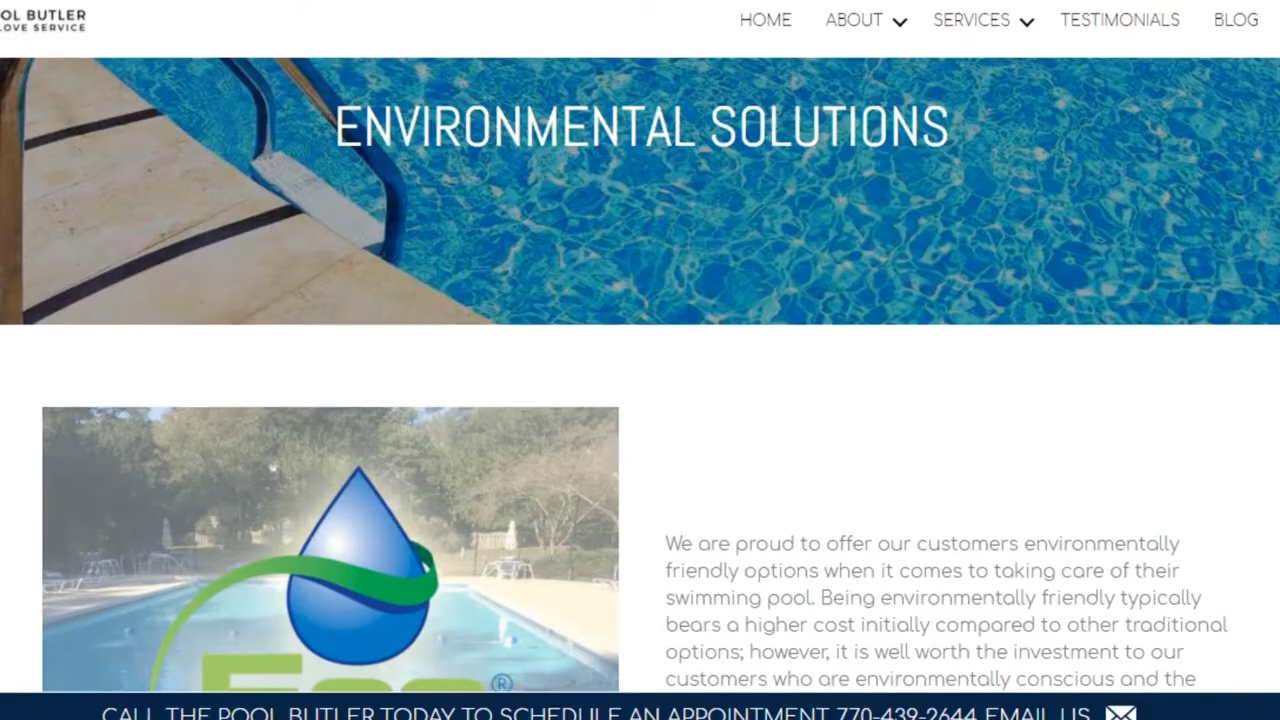 OL BUTLER
LOVE SERVICE
HOME ABOUT SERVICES TESTIMONIALS BLOG
ENVIRONMENTAL SOLUTIONS
We are proud to offer our customers environmentally
friendly options when it comes to taking care of their
swimming pool. Being environmentally friendly typically
bears a higher cost initially compared to other traditional
options; however, it is well worth the investment to our
customers who are environmentally conscious and the
®
CALL THE POOL BUTLER TODAY TO SCHEDULE AN APPOINTMENT 770-439-2644 EMAIL US